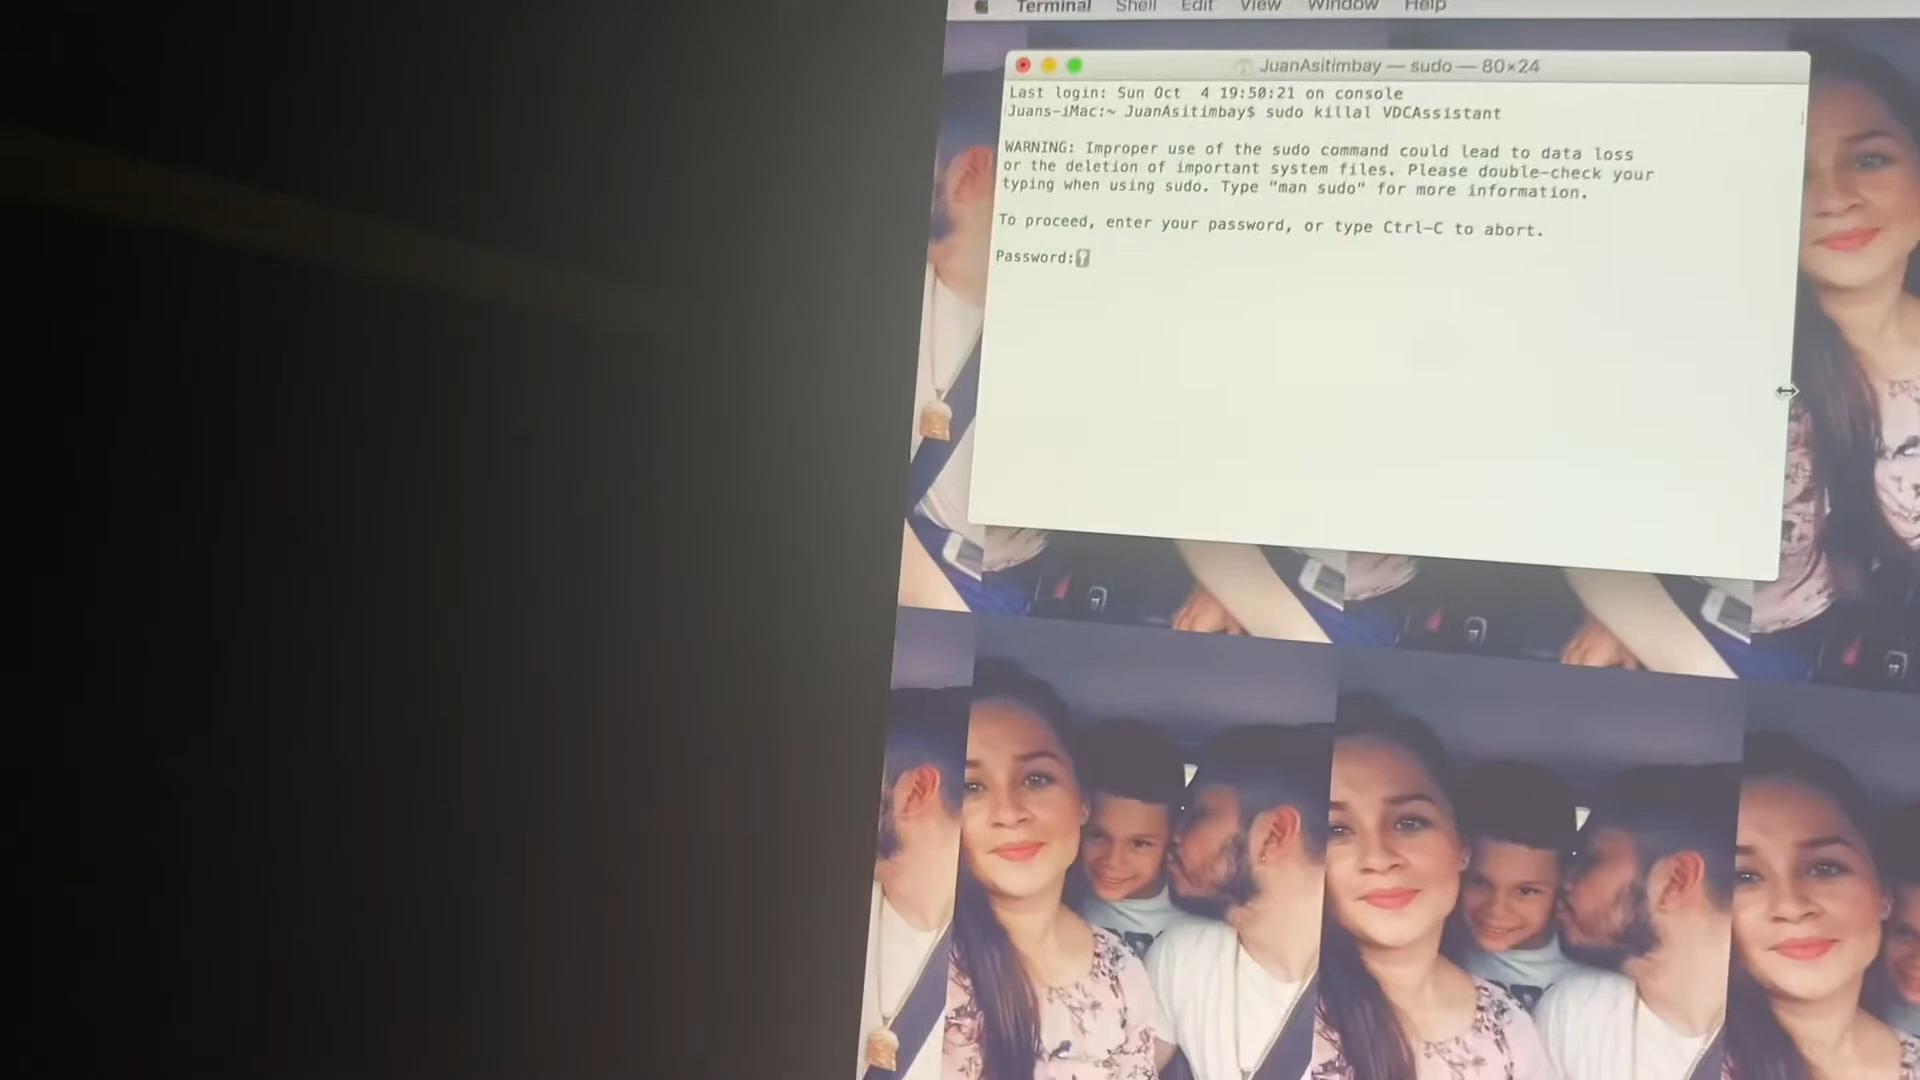 Terminal Shell Edit View Window Help
JuanAsitimbay — sudo — 80×24
Last login: Sun Oct  4 19:50:21 on console
Juans-iMac:~ JuanAsitimbay$ sudo killal VDCAssistant
WARNING: Improper use of the sudo command could lead to data loss
or the deletion of important system files. Please double-check your
typing when using sudo. Type "man sudo" for more information.
To proceed, enter your password, or type Ctrl-C to abort.
Password: